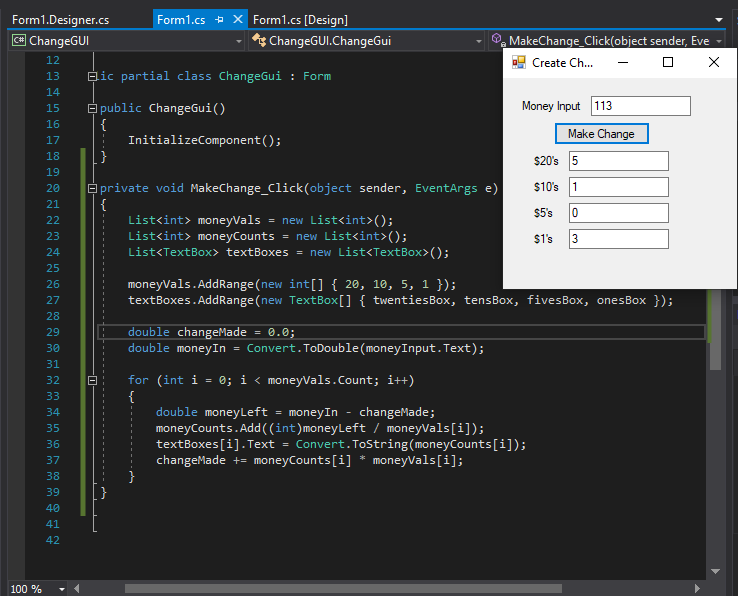 Form1.Designer.cs Form1.cs Form1.cs [Design]
ChangeGUI ChangeGUI.ChangeGui MakeChange_Click(object sender, Eve
12
13 ic partial class ChangeGui : Form
14
15 public ChangeGui()
16 {
17 InitializeComponent();
18 }
19
20 private void MakeChange_Click(object sender, EventArgs e)
21 {
22 List<int> moneyVals = new List<int>();
23 List<int> moneyCounts = new List<int>();
24 List<TextBox> textBoxes = new List<TextBox>();
25
26 moneyVals.AddRange(new int[] { 20, 10, 5, 1 });
27 textBoxes.AddRange(new TextBox[] { twentiesBox, tensBox, fivesBox, onesBox });
28
29 double changeMade = 0.0;
30 double moneyIn = Convert.ToDouble(moneyInput.Text);
31
32 for (int i = 0; i < moneyVals.Count; i++)
33 {
34 double moneyLeft = moneyIn - changeMade;
35 moneyCounts.Add((int)moneyLeft / moneyVals[i]);
36 textBoxes[i].Text = Convert.ToString(moneyCounts[i]);
37 changeMade += moneyCounts[i] * moneyVals[i];
38 }
39 }
40
41
42
100 %
Create Ch...
Money Input 113
Make Change
$20's 5
$10's 1
$5's 0
$1's 3